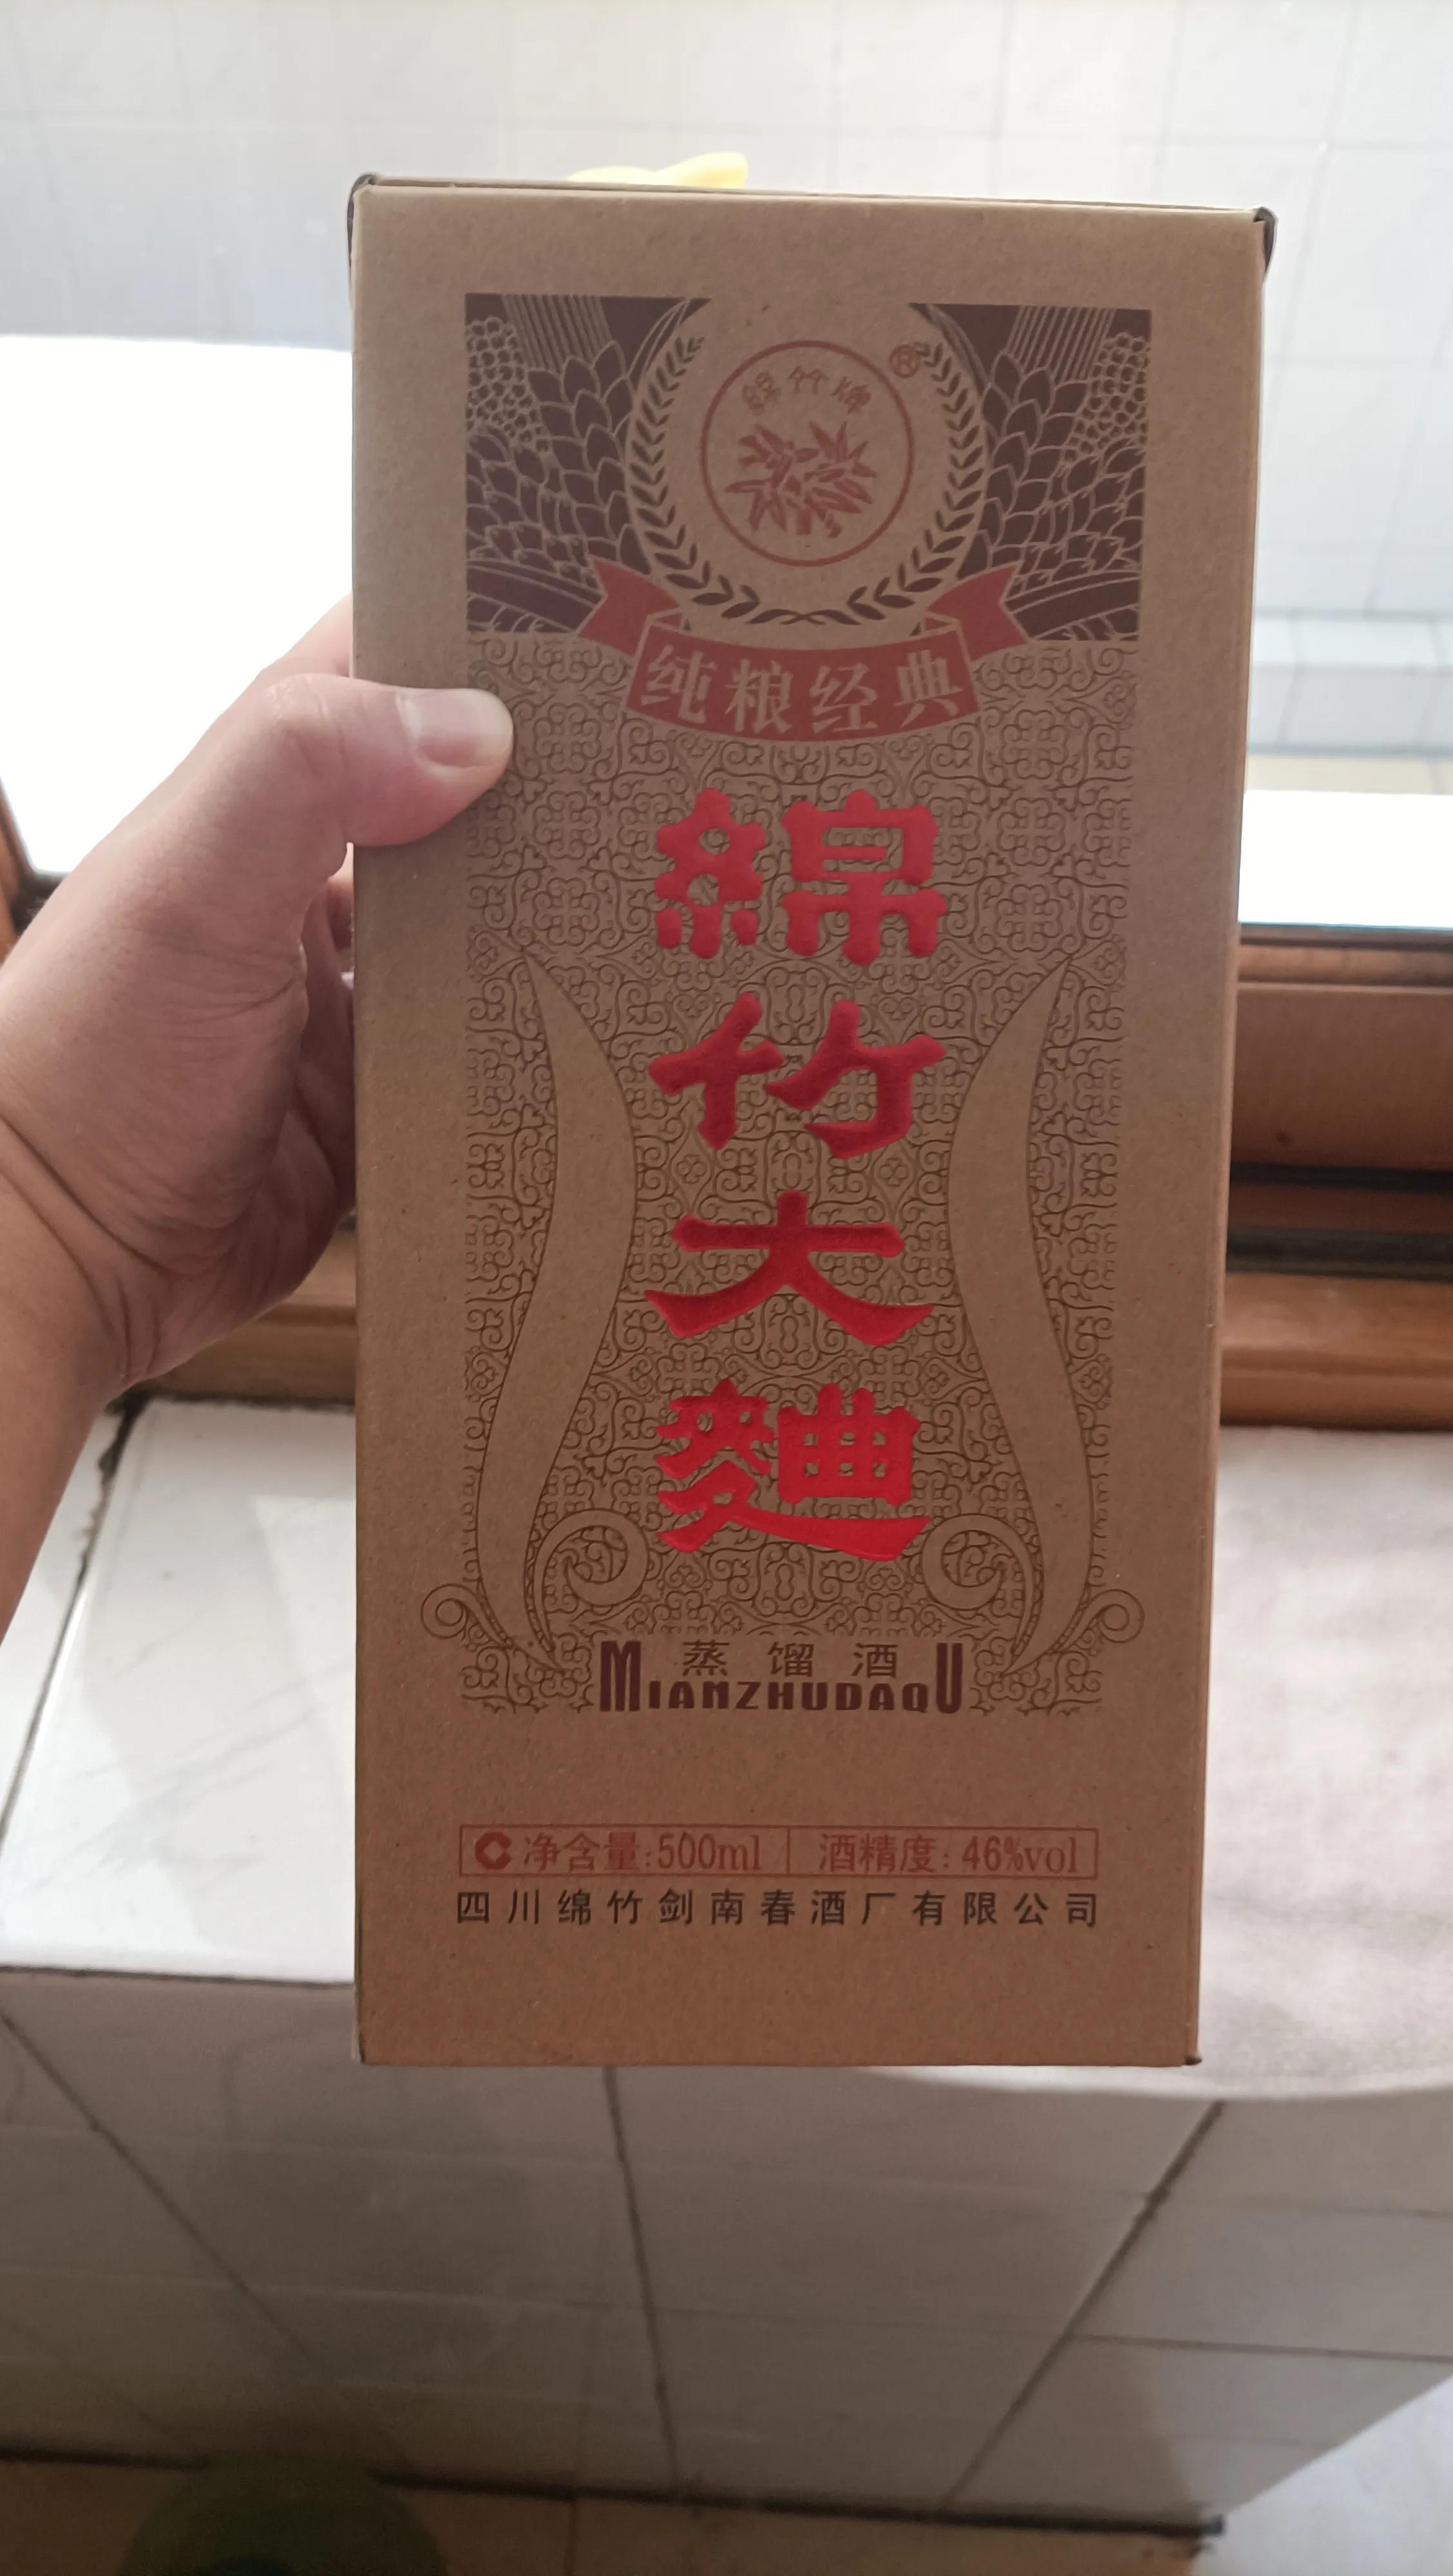 綿竹牌
®
纯粮经典
綿
竹
大
麯
蒸馏酒
MIANZHUDAQU
C 净含量:500ml | 酒精度: 46%vol
四川绵竹剑南春酒厂有限公司